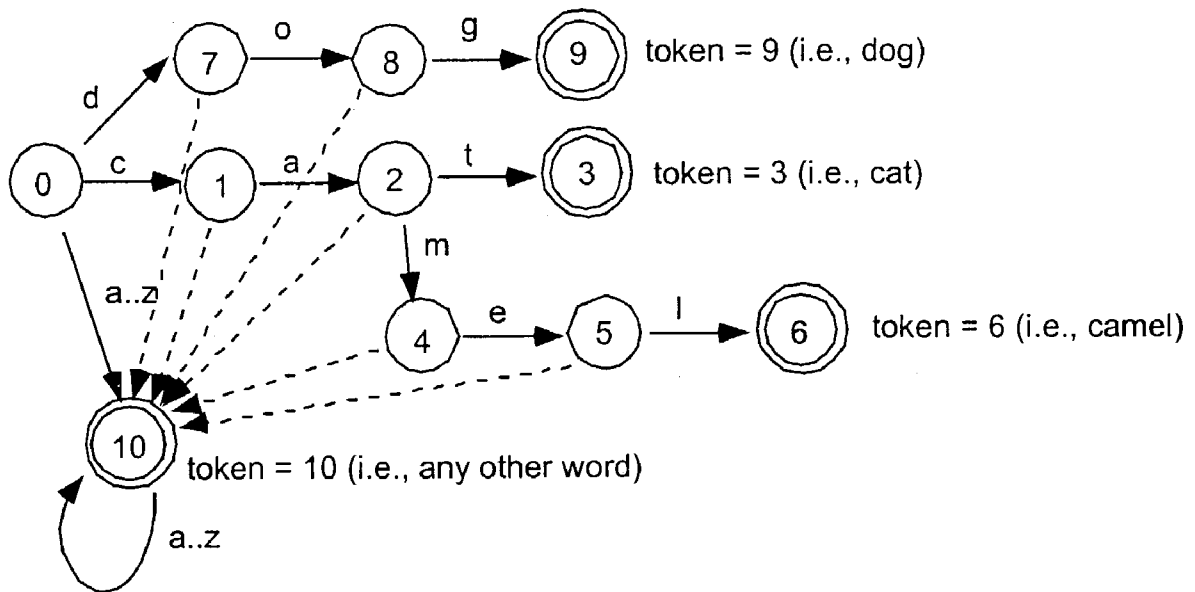 o
g
7
8
9
token = 9 (i.e., dog)
d
0
c
1
a
2
t
3
token = 3 (i.e., cat)
m
a..z
4
e
5
l
6
token = 6 (i.e., camel)
10
token = 10 (i.e., any other word)
a..z